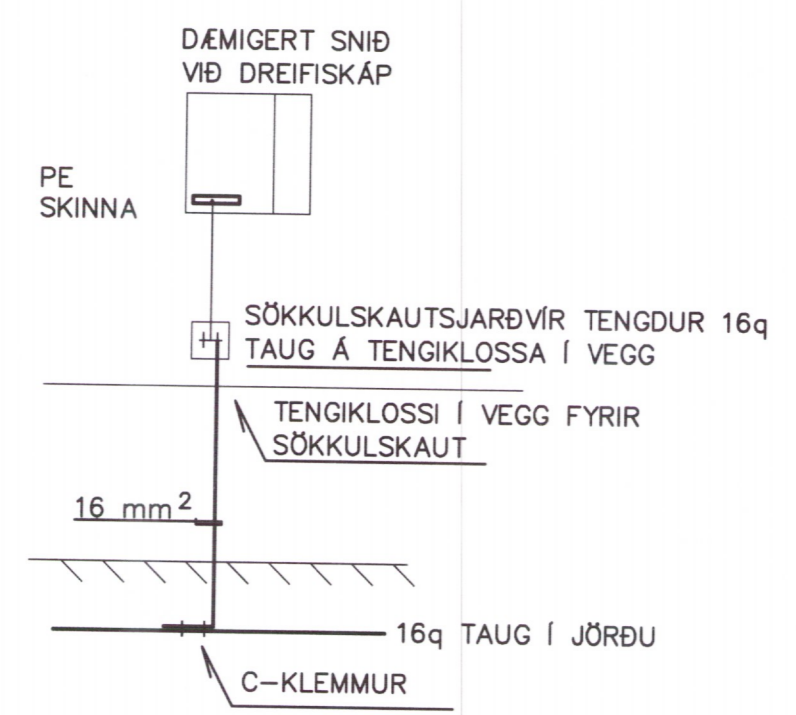 DÆMIGERT SNIÐ
VIÐ DREIFISKÁP
PE
SKINNA
SÖKKULSKAUTSJARÐVÍR TENGDUR 16q
TAUG Á TENGIKLOSSA Í VEGG
TENGIKLOSSI Í VEGG FYRIR
SÖKKULSKAUT
16 mm²
16q TAUG Í JÖRÐU
C-KLEMMUR